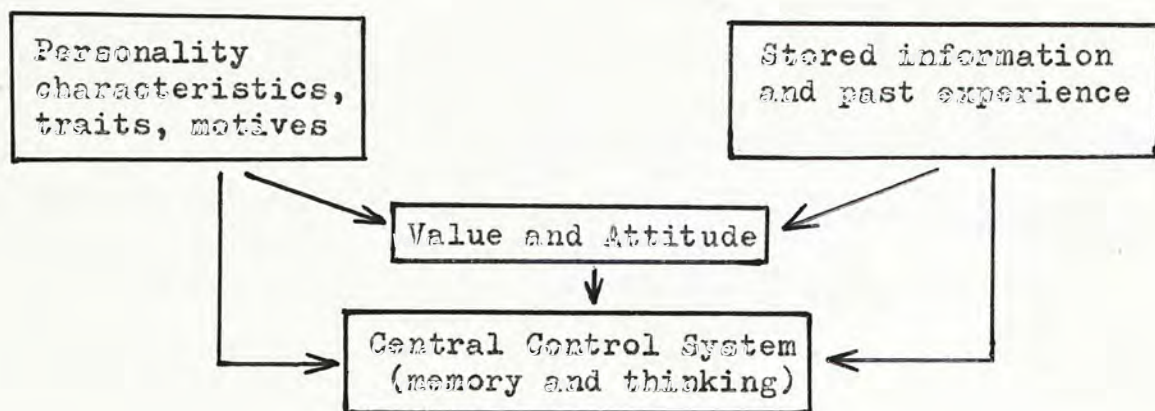 Personality
characteristics,
traits, motives
Stored information
and past experience
Value and Attitude
Central Control System
(memory and thinking)